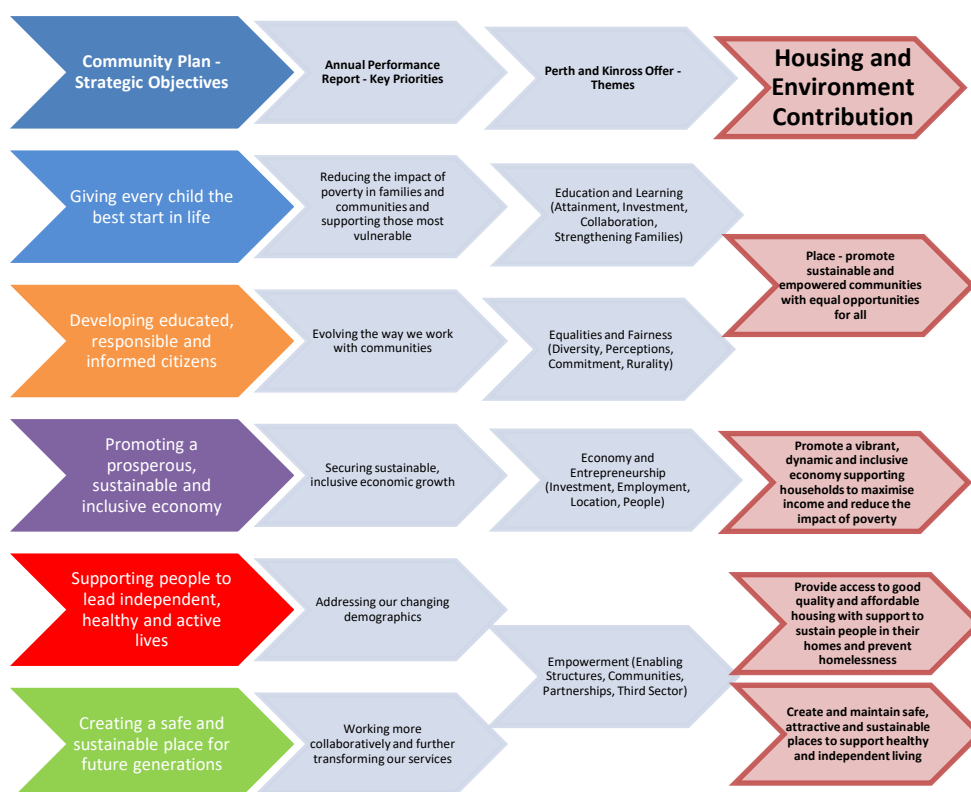 Community Plan -
Strategic Objectives
Annual Performance
Report - Key Priorities
Perth and Kinross Offer -
Themes
Housing and
Environment
Contribution
Giving every child the
best start in life
Reducing the impact of
poverty in families and
communities and
supporting those most
vulnerable
Education and Learning
(Attainment, Investment,
Collaboration,
Strengthening Families)
Place - promote
sustainable and
empowered communities
with equal opportunities
for all
Developing educated,
responsible and
informed citizens
Evolving the way we work
with communities
Equalities and Fairness
(Diversity, Perceptions,
Commitment, Rurality)
Promoting a
prosperous,
sustainable and
inclusive economy
Securing sustainable,
inclusive economic growth
Economy and
Entrepreneurship
(Investment, Employment,
Location, People)
Promote a vibrant,
dynamic and inclusive
economy supporting
households to maximise
income and reduce the
impact of poverty
Supporting people to
lead independent,
healthy and active
lives
Addressing our changing
demographics
Empowerment (Enabling
Structures, Communities,
Partnerships, Third Sector)
Provide access to good
quality and affordable
housing with support to
sustain people in their
homes and prevent
homelessness
Creating a safe and
sustainable place for
future generations
Working more
collaboratively and further
transforming our services
Create and maintain safe,
attractive and sustainable
places to support healthy
and independent living